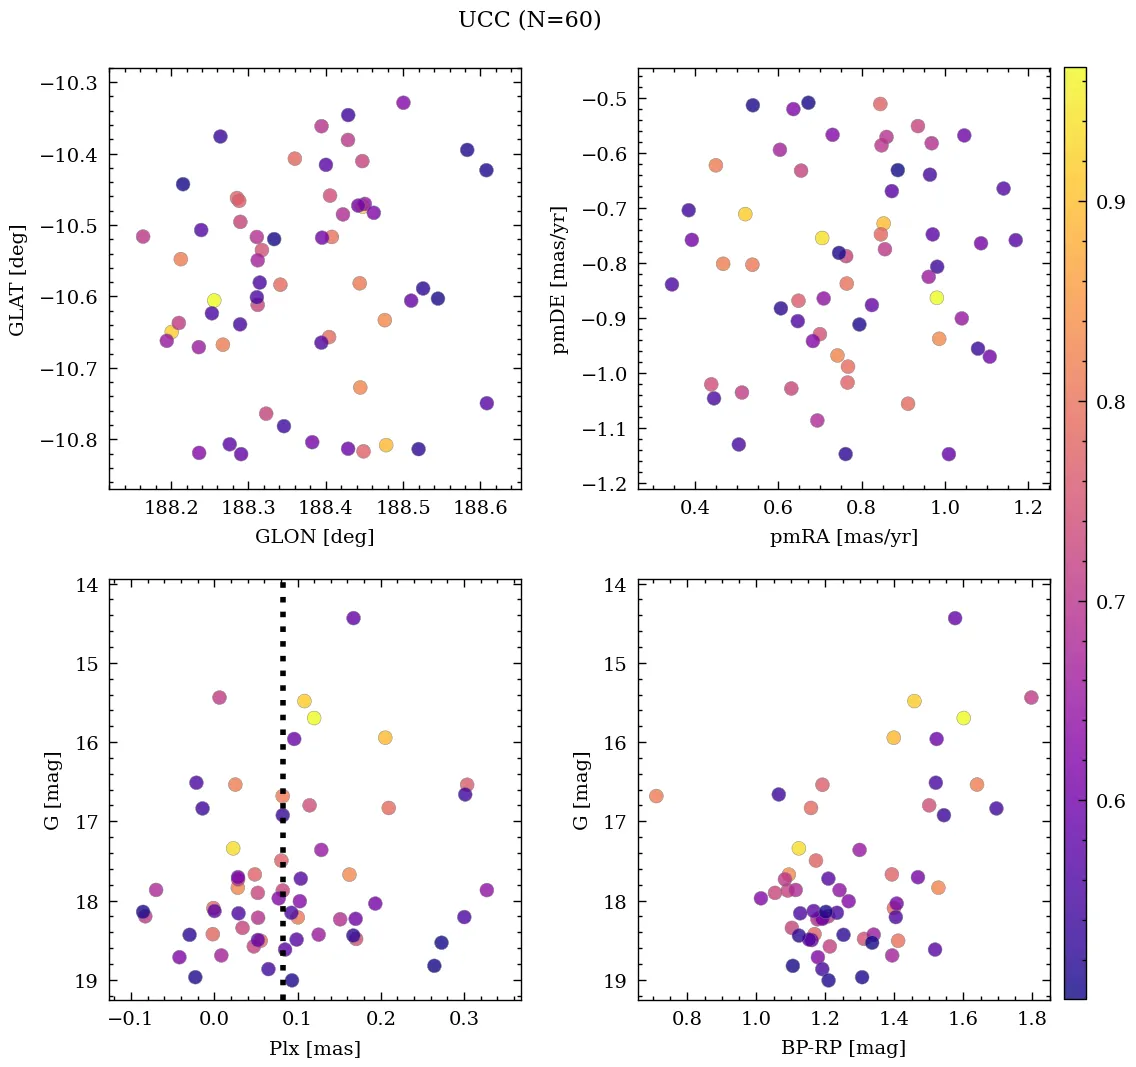 UCC (N=60)
−10.3
−10.4
−10.5
−10.6
−10.7
−10.8
GLAT [deg]
188.2 188.3 188.4 188.5 188.6
GLON [deg]
−0.5
−0.6
−0.7
−0.8
−0.9
−1.0
−1.1
−1.2
pmDE [mas/yr]
0.4 0.6 0.8 1.0 1.2
pmRA [mas/yr]
0.9
0.8
0.7
0.6
14
15
16
17
18
19
G [mag]
−0.1 0.0 0.1 0.2 0.3
Plx [mas]
14
15
16
17
18
19
G [mag]
0.8 1.0 1.2 1.4 1.6 1.8
BP-RP [mag]